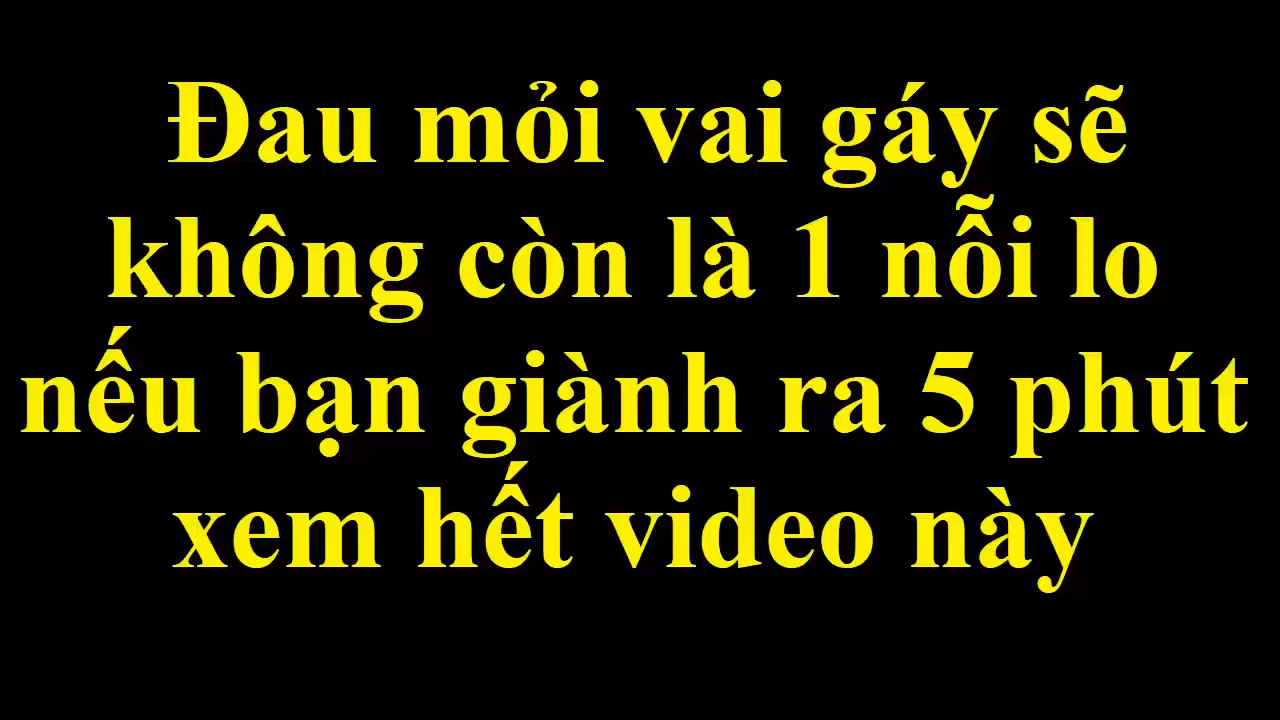 Đau mỏi vai gáy sẽ
không còn là 1 nỗi lo
nếu bạn giành ra 5 phút
xem hết video này